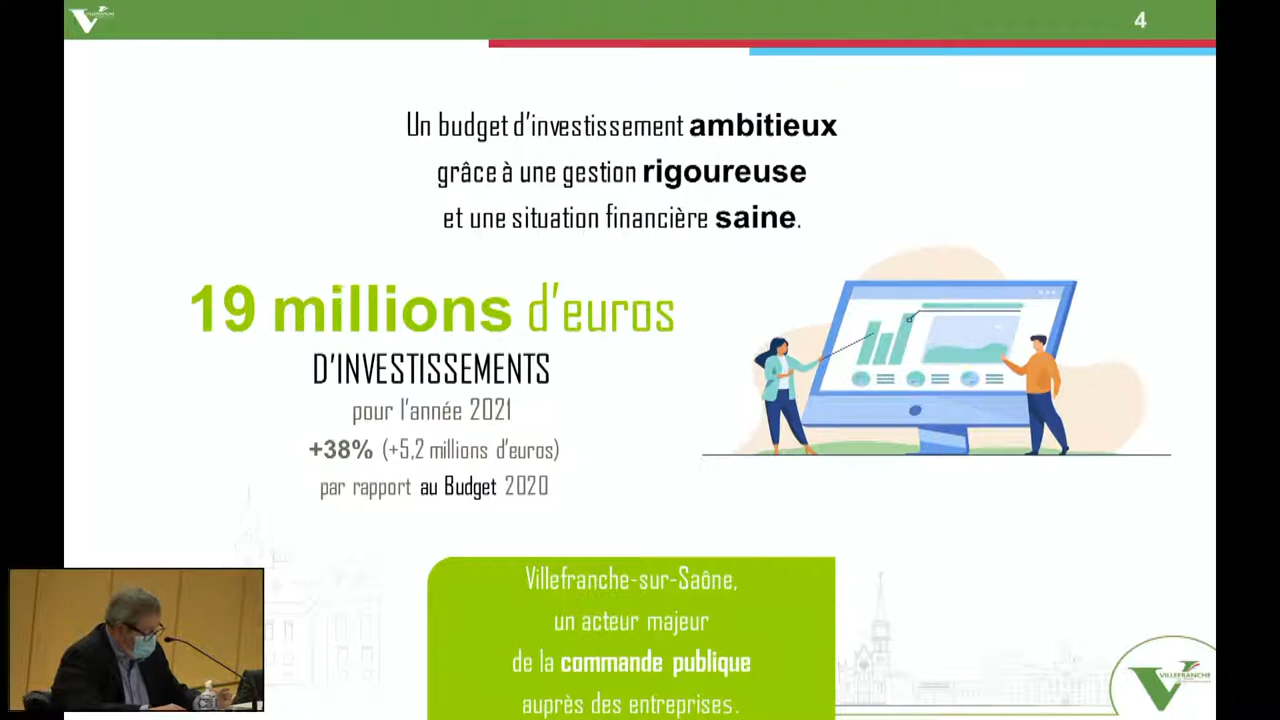 VILLEFRANCHE
4
Un budget d'investissement ambitieux
grâce à une gestion rigoureuse
et une situation financière saine.
19 millions d'euros
D'INVESTISSEMENTS
pour l'année 2021
+38% (+5,2 millions d'euros)
par rapport au Budget 2020
Villefranche-sur-Saône,
un acteur majeur
de la commande publique
auprès des entreprises.
VILLEFRANCHE